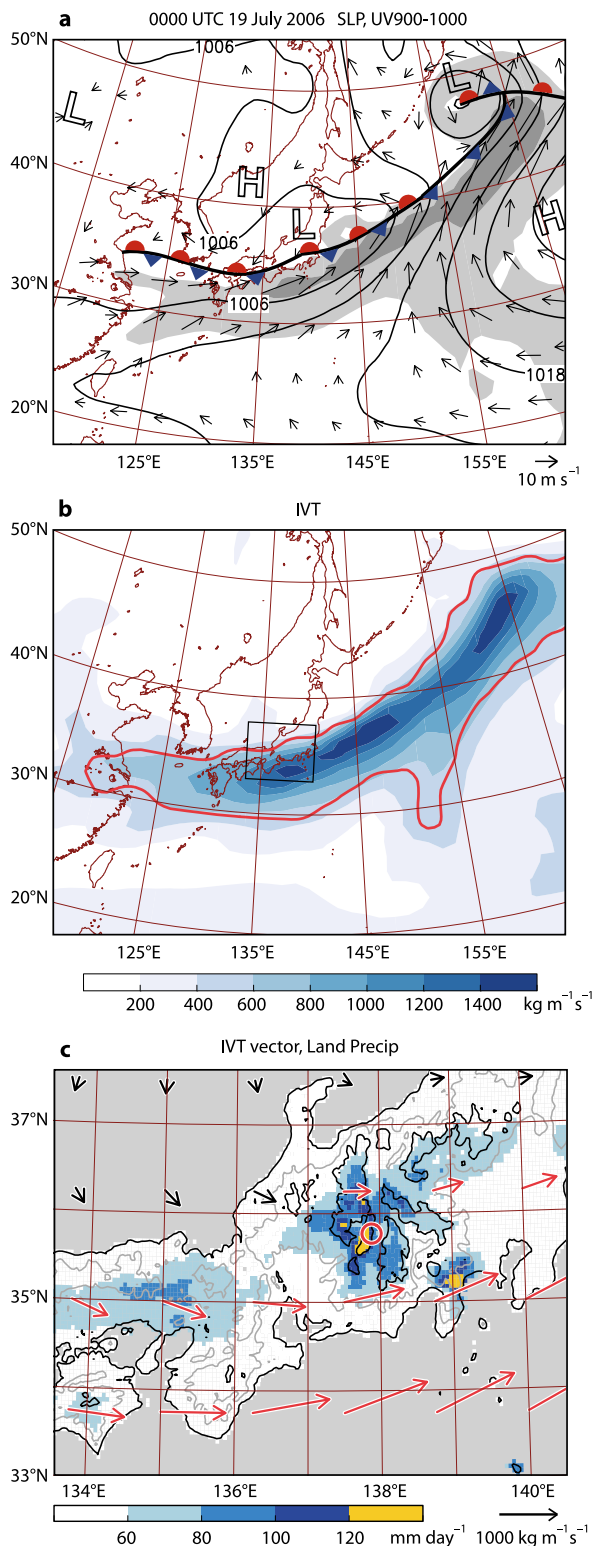 a 0000 UTC 19 July 2006 SLP, UV900-1000
50°N
1006
L
L
40°N
H
L
H
1006
30°N
1006
1018
20°N
125°E 135°E 145°E 155°E
10 m s⁻¹
b IVT
50°N
40°N
30°N
20°N
125°E 135°E 145°E 155°E
200 400 600 800 1000 1200 1400 kg m⁻¹ s⁻¹
c IVT vector, Land Precip
37°N
35°N
33°N
134°E 136°E 138°E 140°E
60 80 100 120 mm day⁻¹ 1000 kg m⁻¹ s⁻¹